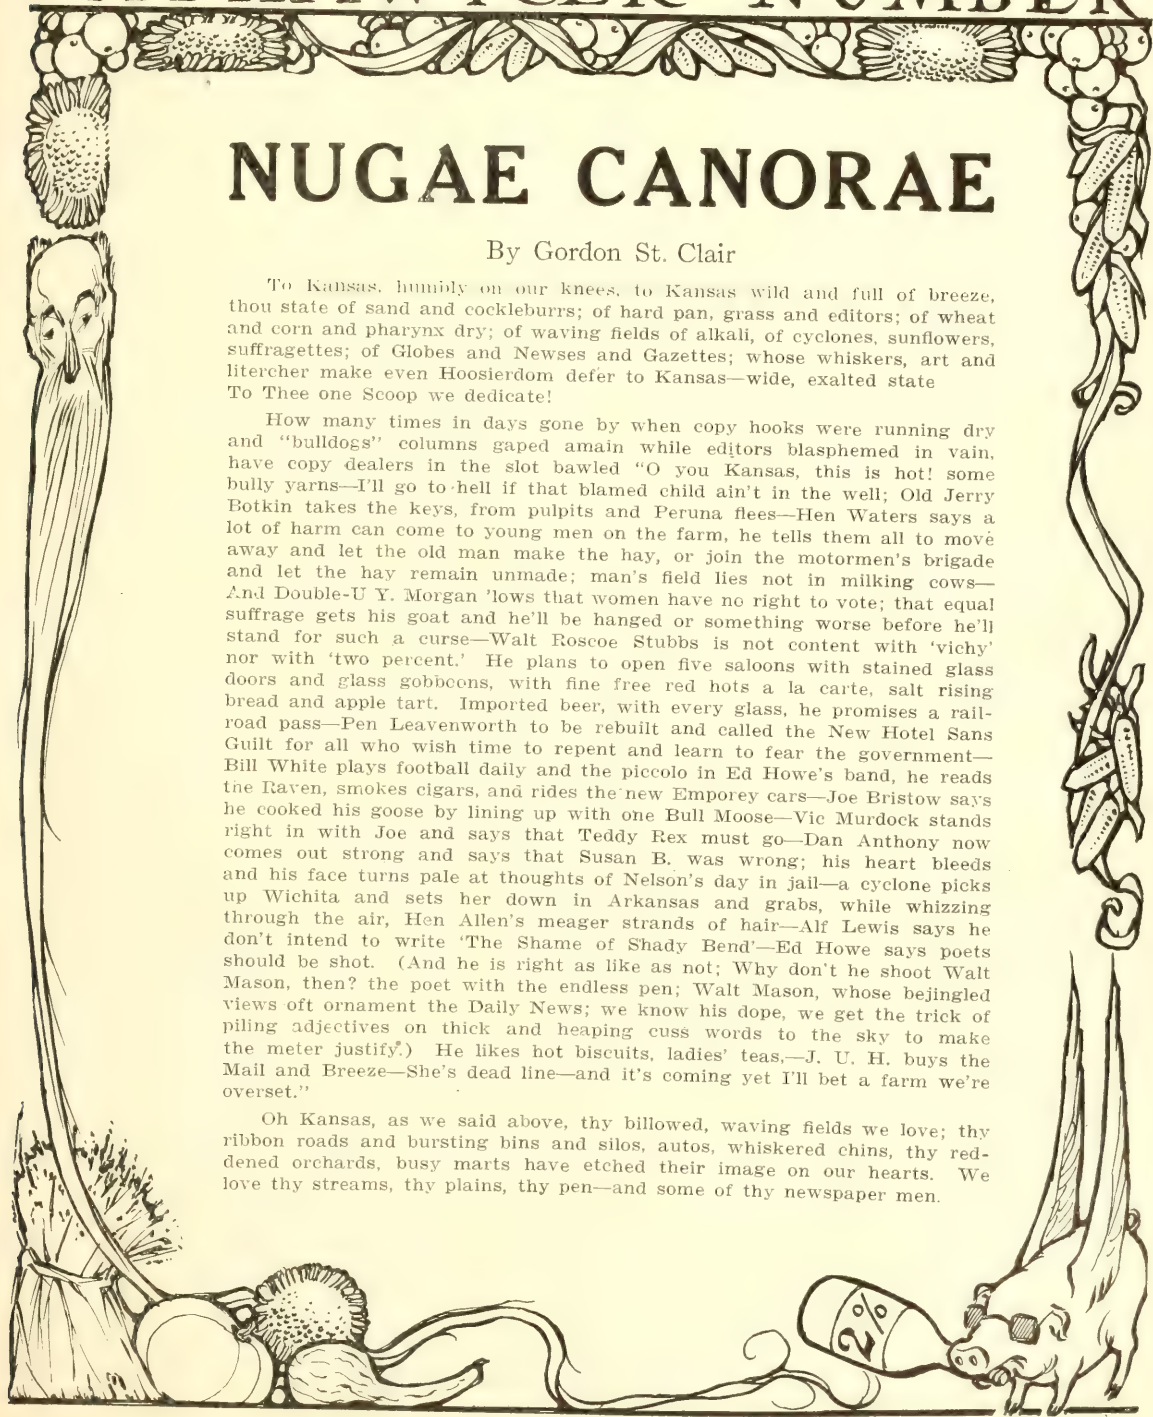 NUMBER
NUGAE CANORAE
By Gordon St. Clair
To Kansas, humbly on our knees, to Kansas wild and full of breeze,
thou state of sand and cockleburrs; of hard pan, grass and editors; of wheat
and corn and pharynx dry; of waving fields of alkali, of cyclones, sunflowers,
suffragettes; of Globes and Newses and Gazettes; whose whiskers, art and
litercher make even Hoosierdom defer to Kansas—wide, exalted state
To Thee one Scoop we dedicate!
How many times in days gone by when copy hooks were running dry
and "bulldogs" columns gaped amain while editors blasphemed in vain,
have copy dealers in the slot bawled "O you Kansas, this is hot! some
bully yarns—I'll go to hell if that blamed child ain't in the well; Old Jerry
Botkin takes the keys, from pulpits and Peruna flees—Hen Waters says a
lot of harm can come to young men on the farm, he tells them all to move
away and let the old man make the hay, or join the motormen's brigade
and let the hay remain unmade; man's field lies not in milking cows—
And Double-U Y. Morgan 'lows that women have no right to vote; that equal
suffrage gets his goat and he'll be hanged or something worse before he'll
stand for such a curse—Walt Roscoe Stubbs is not content with 'vichy'
nor with 'two percent.' He plans to open five saloons with stained glass
doors and glass gobboons, with fine free red hots a la carte, salt rising
bread and apple tart. Imported beer, with every glass, he promises a rail-
road pass—Pen Leavenworth to be rebuilt and called the New Hotel Sans
Guilt for all who wish time to repent and learn to fear the government—
Bill White plays football daily and the piccolo in Ed Howe's band, he reads
the Raven, smokes cigars, and rides the new Emporey cars—Joe Bristow says
he cooked his goose by lining up with one Bull Moose—Vic Murdock stands
right in with Joe and says that Teddy Rex must go—Dan Anthony now
comes out strong and says that Susan B. was wrong; his heart bleeds
and his face turns pale at thoughts of Nelson's day in jail—a cyclone picks
up Wichita and sets her down in Arkansas and grabs, while whizzing
through the air, Hen Allen's meager strands of hair—Alf Lewis says he
don't intend to write 'The Shame of Shady Bend'—Ed Howe says poets
should be shot. (And he is right as like as not; Why don't he shoot Walt
Mason, then? the poet with the endless pen; Walt Mason, whose bejingled
views oft ornament the Daily News; we know his dope, we get the trick of
piling adjectives on thick and heaping cuss words to the sky to make
the meter justify.) He likes hot biscuits, ladies' teas,—J. U. H. buys the
Mail and Breeze—She's dead line—and it's coming yet I'll bet a farm we're
overset."
Oh Kansas, as we said above, thy billowed, waving fields we love; thy
ribbon roads and bursting bins and silos, autos, whiskered chins, thy red-
dened orchards, busy marts have etched their image on our hearts. We
love thy streams, thy plains, thy pen—and some of thy newspaper men.
2%